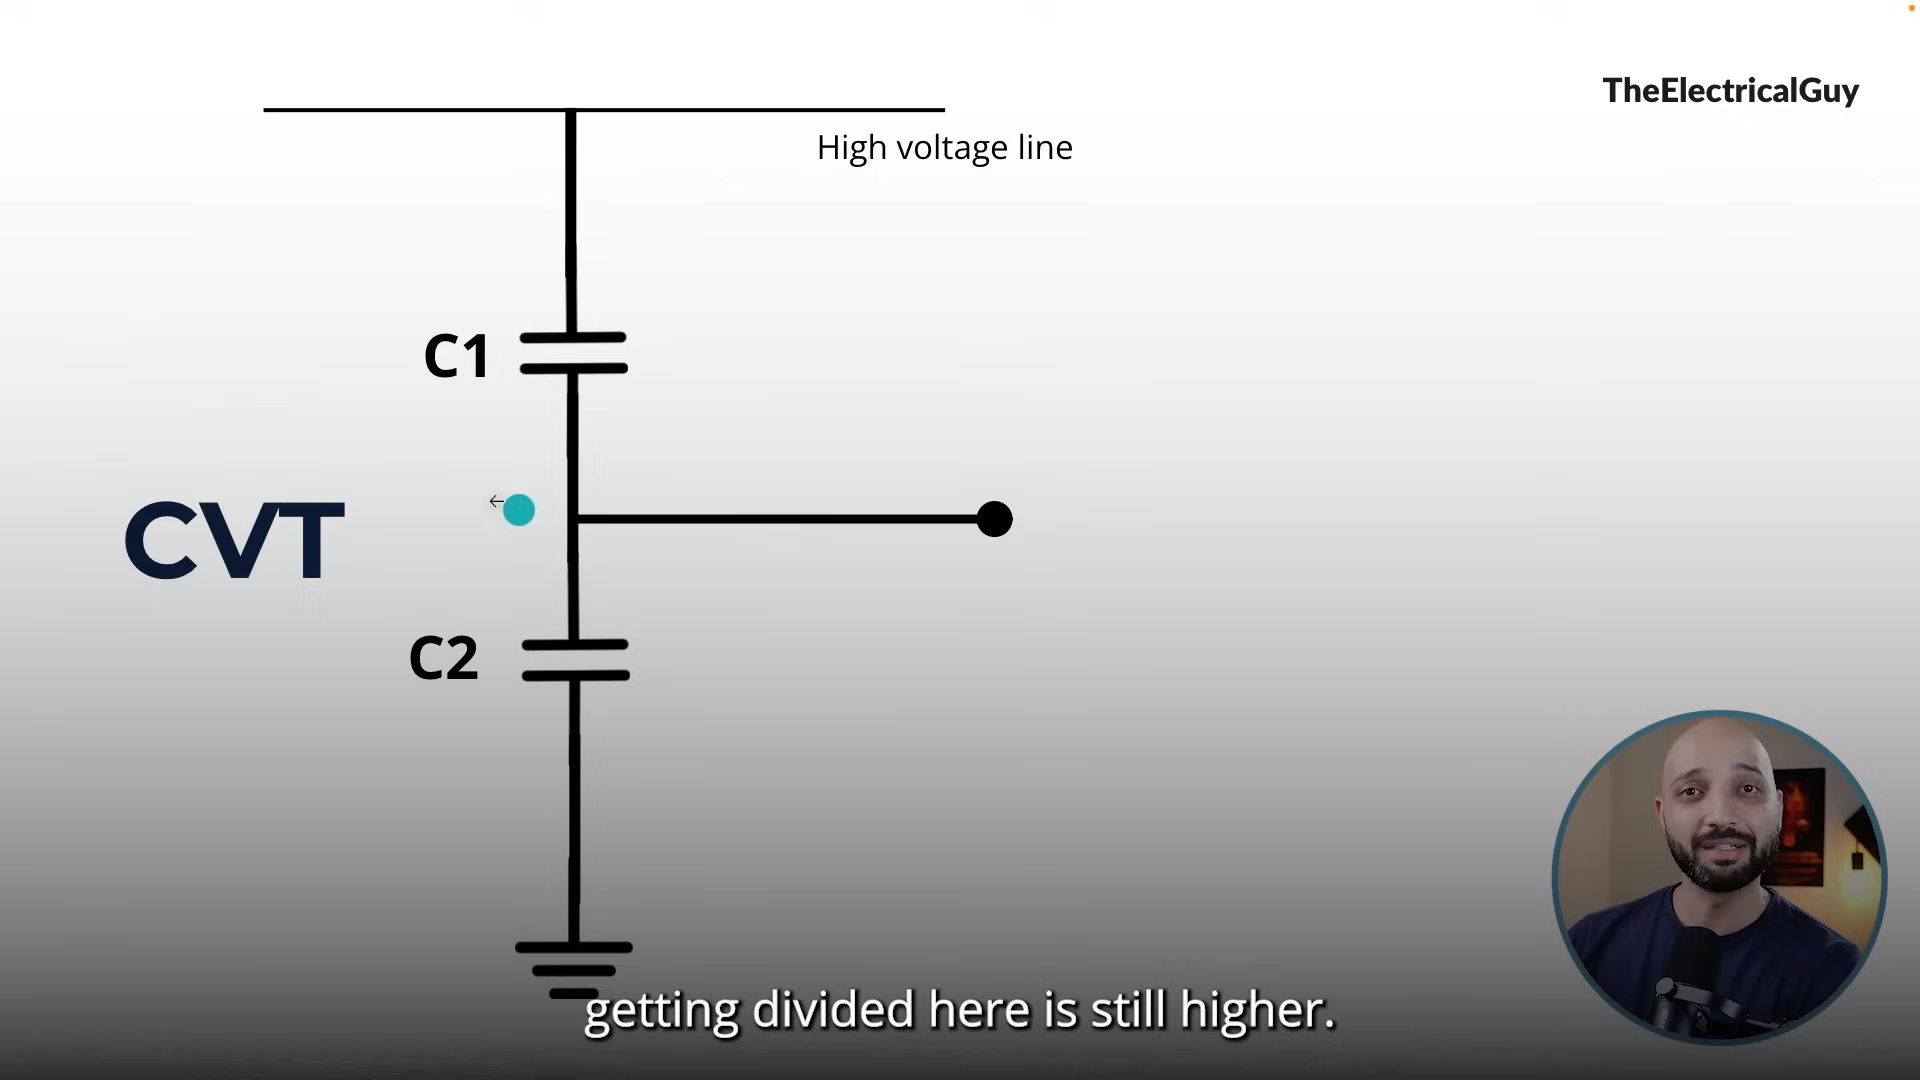 TheElectricalGuy
High voltage line
C1
CVT
C2
getting divided here is still higher.